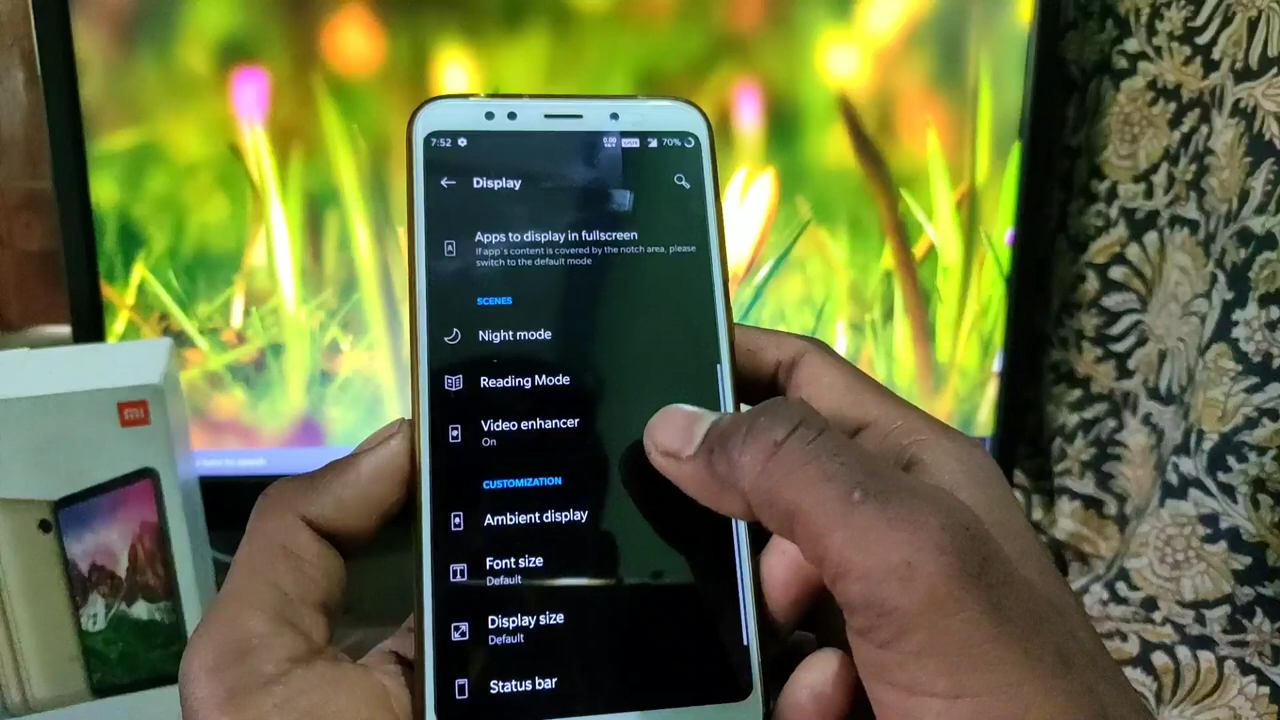 7:52
0.00
70%
Display
Apps to display in fullscreen
If app's content is covered by the notch area, please
switch to the default mode
SCENES
Night mode
Reading Mode
Video enhancer
On
CUSTOMIZATION
Ambient display
Font size
Default
Display size
Default
Status bar
mi